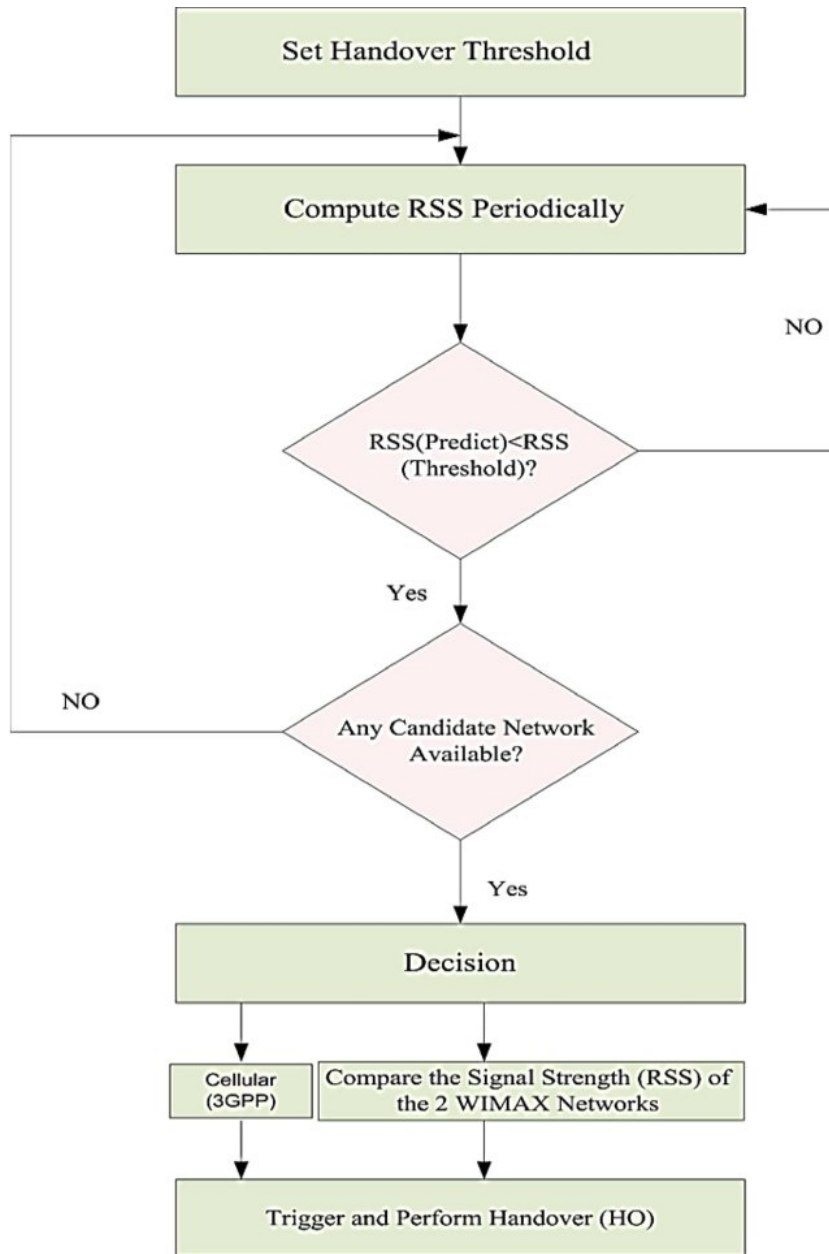 Set Handover Threshold
Compute RSS Periodically
NO
RSS(Predict)<RSS
(Threshold)?
Yes
NO
Any Candidate Network
Available?
Yes
Decision
Cellular
(3GPP)
Compare the Signal Strength (RSS) of
the 2 WIMAX Networks
Trigger and Perform Handover (HO)